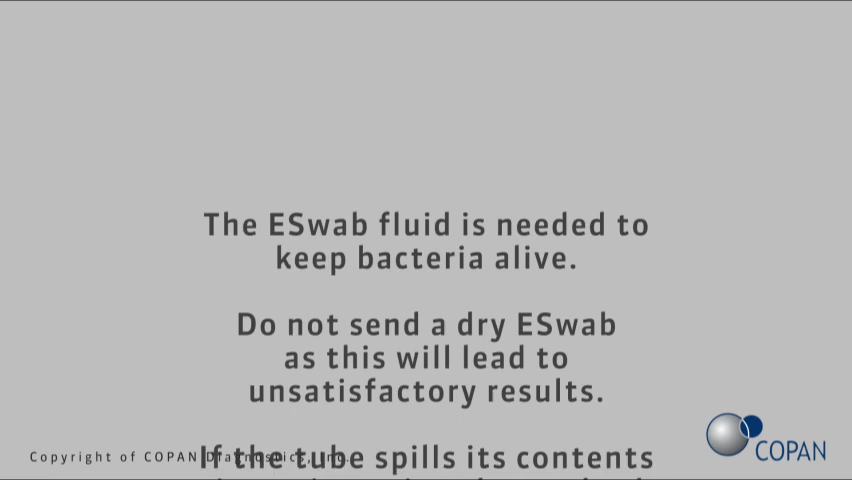 The ESwab fluid is needed to
keep bacteria alive.
Do not send a dry ESwab
as this will lead to
unsatisfactory results.
If the tube spills its contents
Copyright of COPAN Diagnostics, Inc.
COPAN